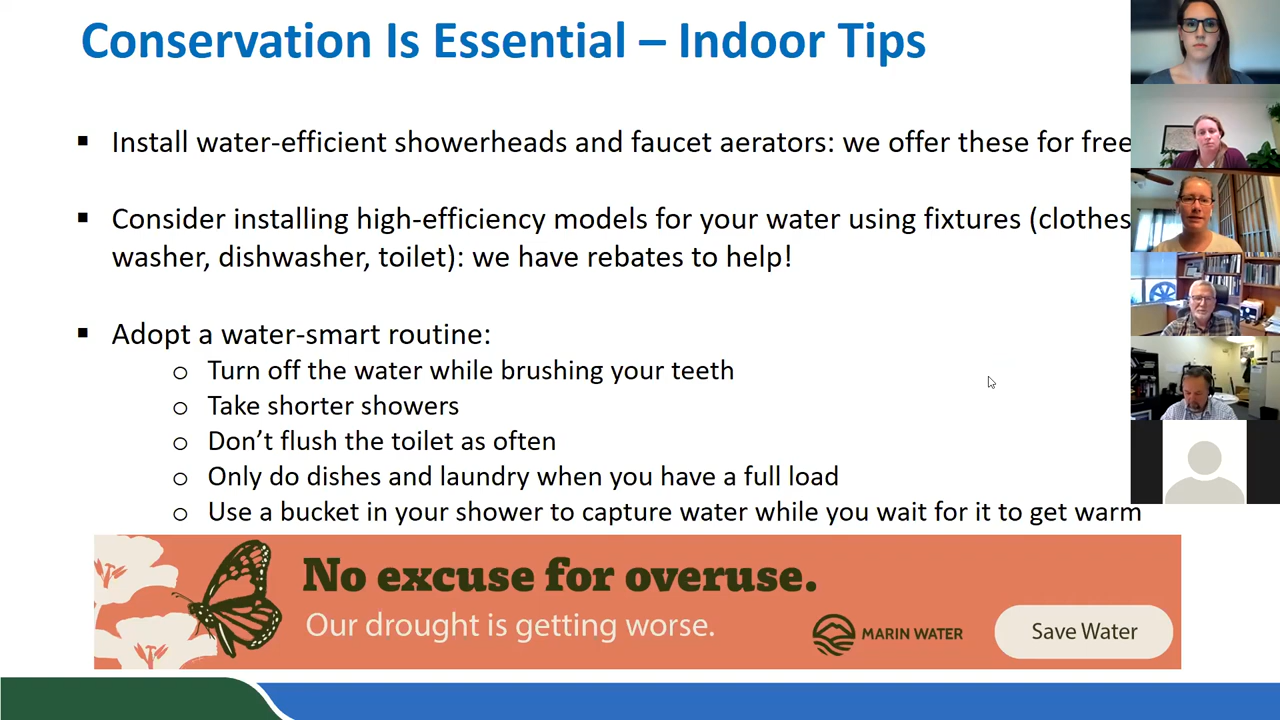 Conservation Is Essential – Indoor Tips
▪ Install water-efficient showerheads and faucet aerators: we offer these for free
▪ Consider installing high-efficiency models for your water using fixtures (clothes
washer, dishwasher, toilet): we have rebates to help!
▪ Adopt a water-smart routine:
o Turn off the water while brushing your teeth
o Take shorter showers
o Don’t flush the toilet as often
o Only do dishes and laundry when you have a full load
o Use a bucket in your shower to capture water while you wait for it to get warm
No excuse for overuse.
Our drought is getting worse.
MARIN WATER
Save Water